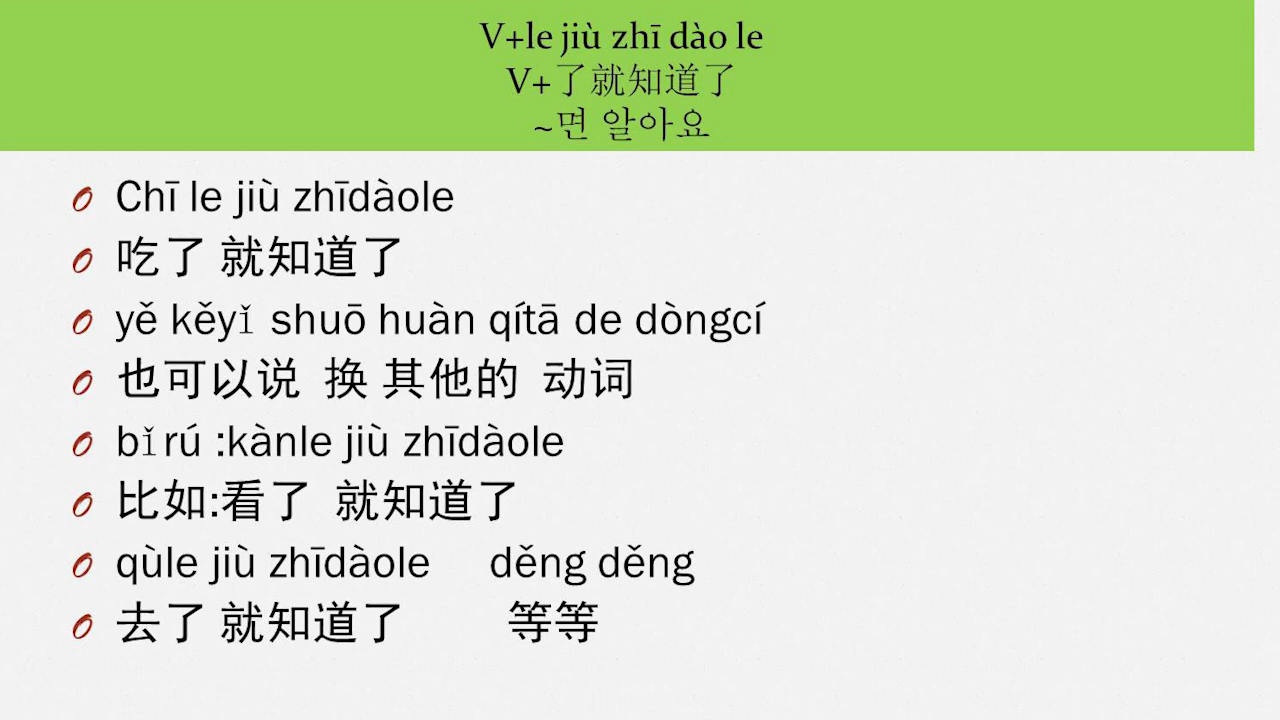 V+le jiù zhī dào le
V+了就知道了
~면 알아요
Chī le jiù zhīdàole
吃了 就知道了
yě kěyǐ shuō huàn qítā de dòngcí
也可以说 换 其他的 动词
bǐrú :kànle jiù zhīdàole
比如:看了 就知道了
qùle jiù zhīdàole děng děng
去了 就知道了 等等